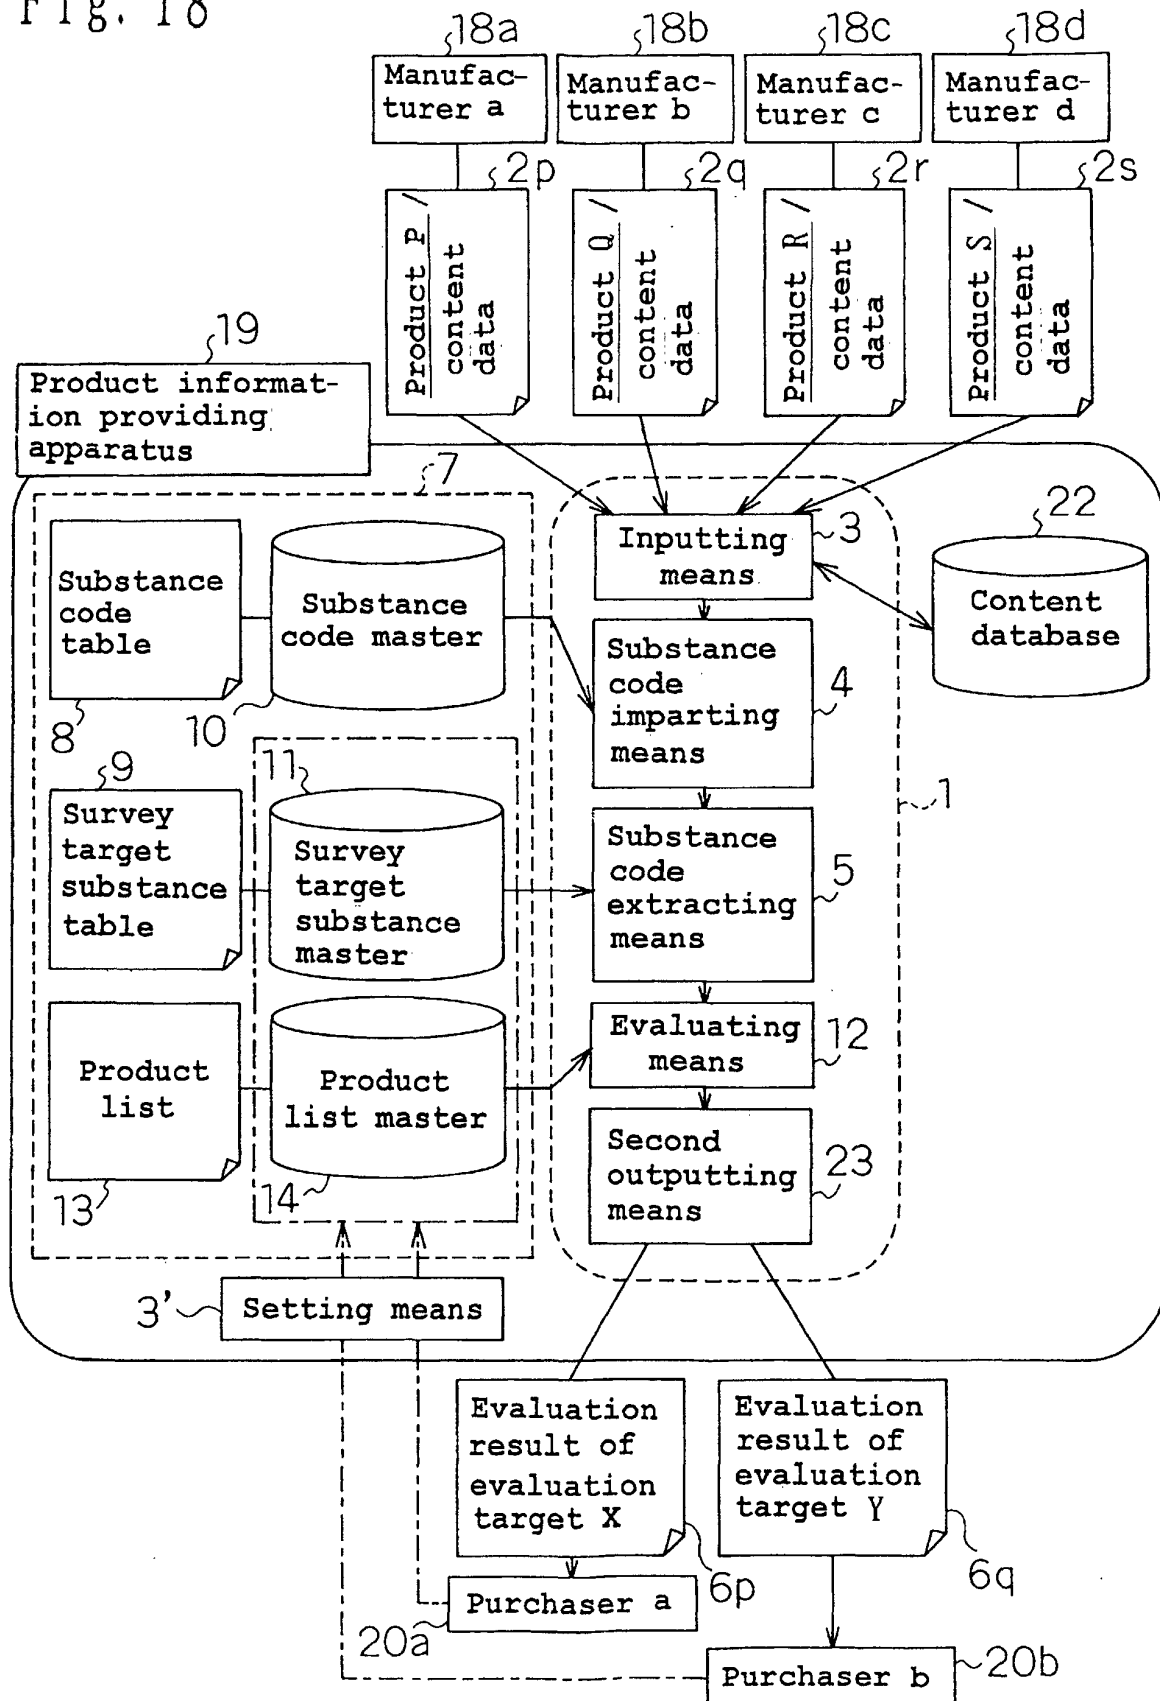 Fig. 18
18a
18b
18c
18d
Manufac-
turer a
Manufac-
turer b
Manufac-
turer c
Manufac-
turer d
2p
2q
2r
2s
Product P /
content
data
Product Q /
content
data
Product R /
content
data
Product S /
content
data
19
Product informat-
ion providing
apparatus
7
Substance
code
table
8
Substance
code master
10
Inputting
means
3
22
Content
database
Substance
code
imparting
means
4
1
9
Survey
target
substance
table
11
Survey
target
substance
master
Substance
code
extracting
means
5
Product
list
13
Product
list master
14
Evaluating
means
12
Second
outputting
means
23
3'
Setting means
Evaluation
result of
evaluation
target X
6p
Evaluation
result of
evaluation
target Y
6q
Purchaser a
20a
Purchaser b
20b